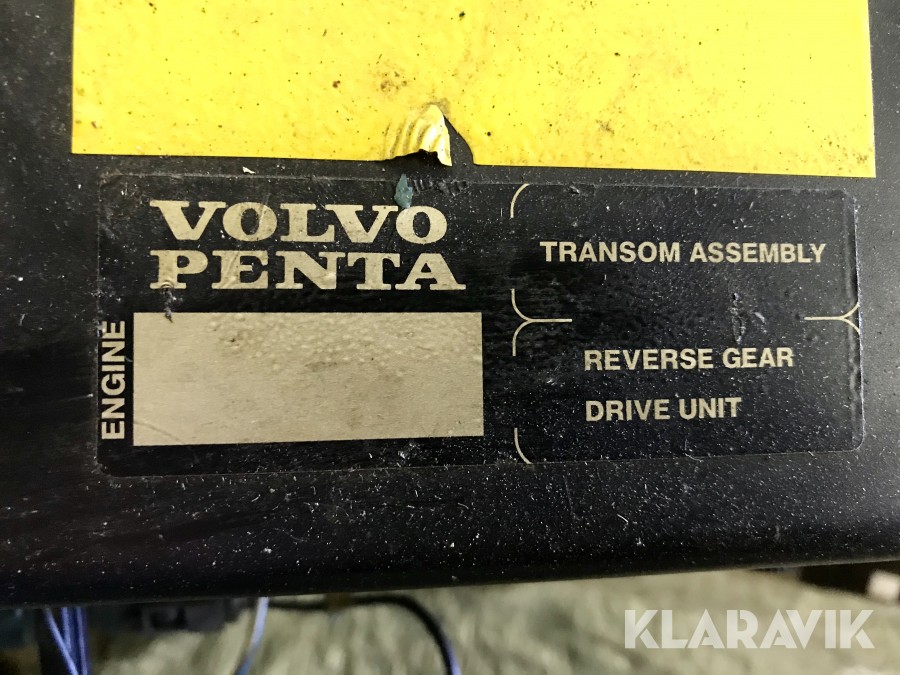 VOLVO
PENTA
ENGINE
TRANSOM ASSEMBLY
REVERSE GEAR
DRIVE UNIT
KLARAVIK